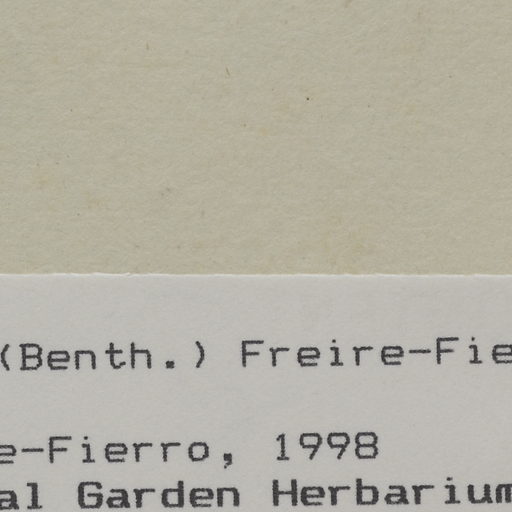 (Benth.) Freire-Fie
e-Fierro, 1998
al Garden Herbarium